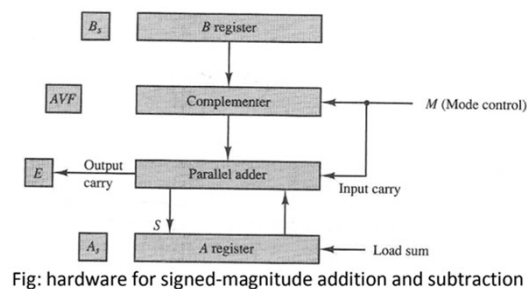 Bs
B register
AVF
Complementer
M (Mode control)
E
Output
carry
Parallel adder
Input carry
S
As
A register
Load sum
Fig: hardware for signed-magnitude addition and subtraction